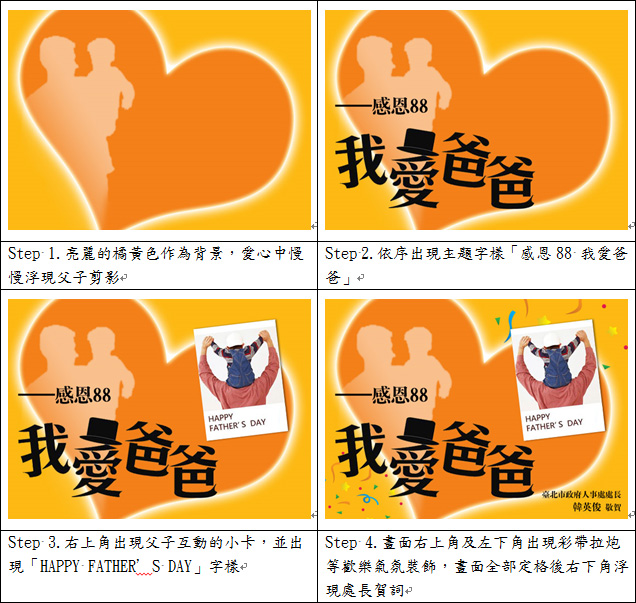 感恩88
我愛爸爸
Step 1.亮麗的橘黃色作為背景，愛心中慢
慢浮現父子剪影
Step 2.依序出現主題字樣「感恩 88 我愛爸
爸」
感恩88
我愛爸爸
HAPPY
FATHER'S DAY
感恩88
我愛爸爸
HAPPY
FATHER'S DAY
臺北市政府人事處處長
韓英俊 敬賀
Step 3.右上角出現父子互動的小卡，並出
現「HAPPY FATHER’S DAY」字樣
Step 4.畫面右上角及左下角出現彩帶拉炮
等歡樂氣氛裝飾，畫面全部定格後右下角浮
現處長賀詞